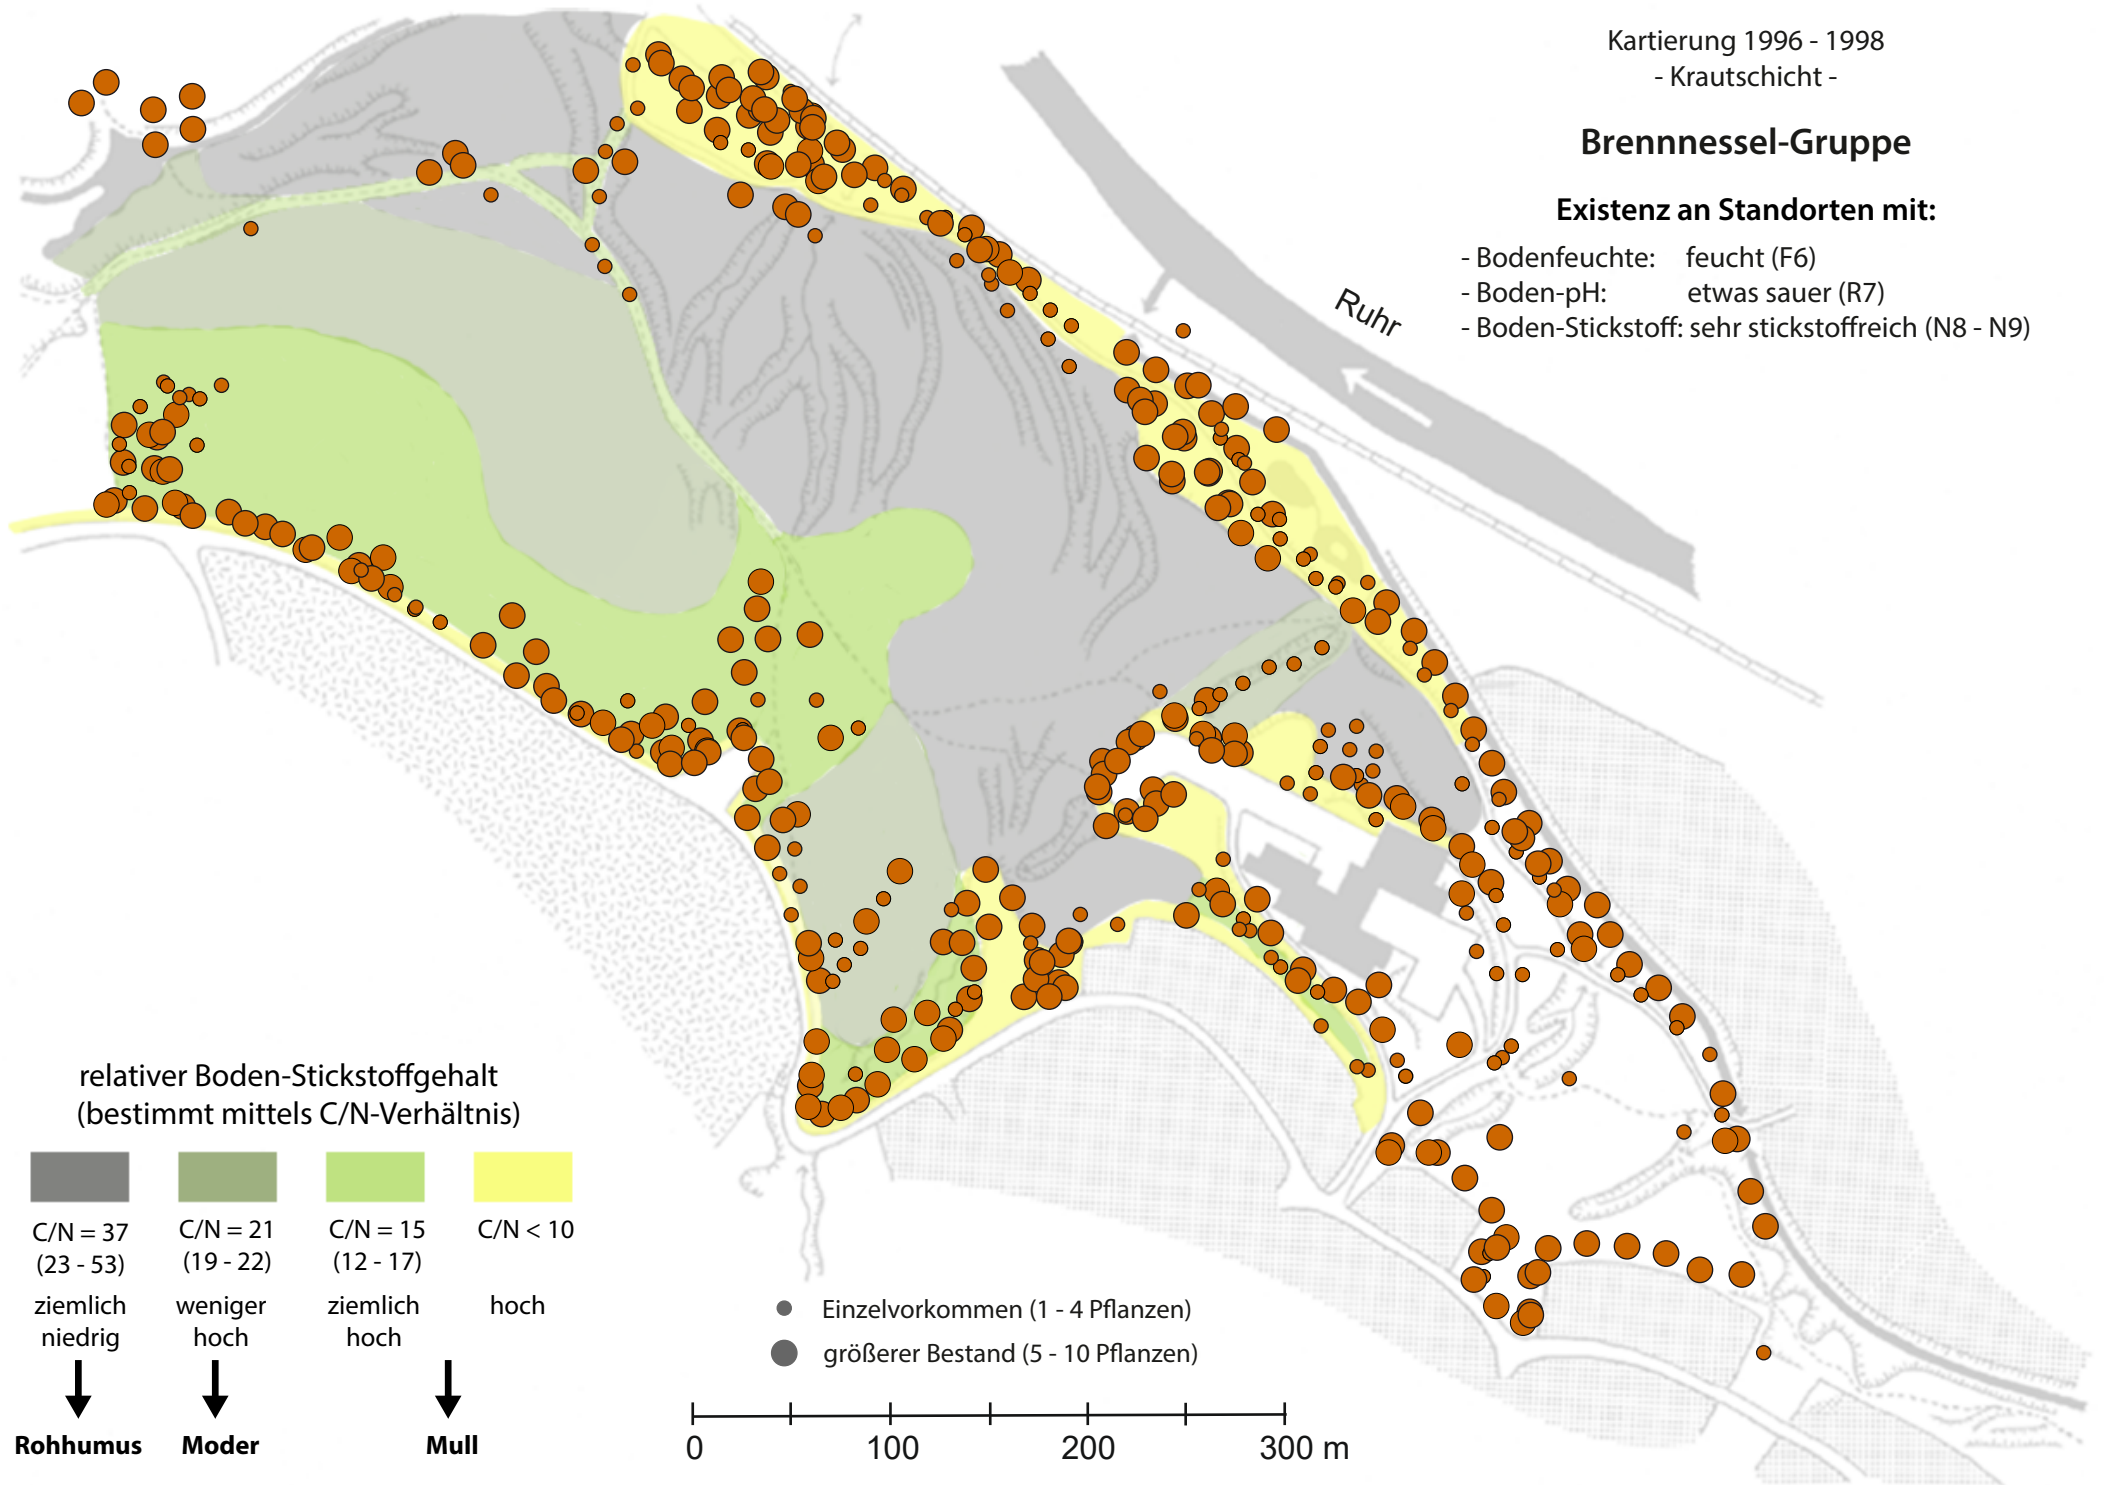 Kartierung 1996 - 1998
- Krautschicht -
Brennnessel-Gruppe
Existenz an Standorten mit:
- Bodenfeuchte: feucht (F6)
- Boden-pH: etwas sauer (R7)
- Boden-Stickstoff: sehr stickstoffreich (N8 - N9)
Ruhr
relativer Boden-Stickstoffgehalt
(bestimmt mittels C/N-Verhältnis)
C/N = 37 C/N = 21 C/N = 15 C/N < 10
(23 - 53) (19 - 22) (12 - 17)
ziemlich weniger ziemlich hoch
niedrig hoch hoch
Rohhumus Moder Mull
Einzelvorkommen (1 - 4 Pflanzen)
größerer Bestand (5 - 10 Pflanzen)
0 100 200 300 m